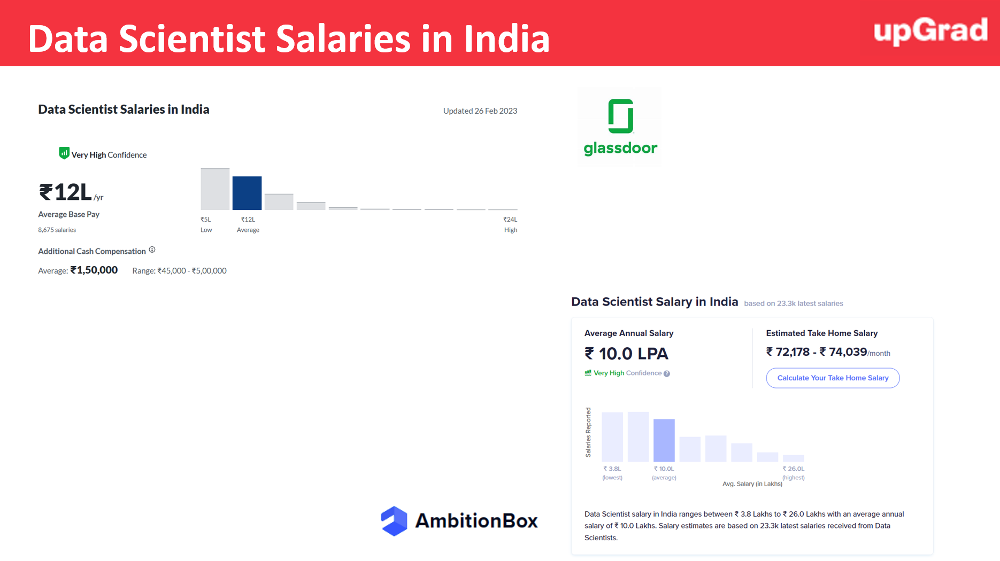 Data Scientist Salaries in India
upGrad
Data Scientist Salaries in India
Updated 26 Feb 2023
glassdoor
Very High Confidence
₹12L /yr
Average Base Pay
8,675 salaries
₹5L ₹12L ₹24L
Low Average High
Additional Cash Compensation
Average: ₹1,50,000 Range: ₹45,000 - ₹5,00,000
Data Scientist Salary in India based on 23.3k latest salaries
Average Annual Salary
₹ 10.0 LPA
Very High Confidence ?
Estimated Take Home Salary
₹ 72,178 - ₹ 74,039/month
Calculate Your Take Home Salary
Salaries Reported
₹ 3.8L ₹ 10.0L ₹ 26.0L
(lowest) (average) (highest)
Avg. Salary (in Lakhs)
Data Scientist salary in India ranges between ₹ 3.8 Lakhs to ₹ 26.0 Lakhs with an average annual
salary of ₹ 10.0 Lakhs. Salary estimates are based on 23.3k latest salaries received from Data
Scientists.
AmbitionBox